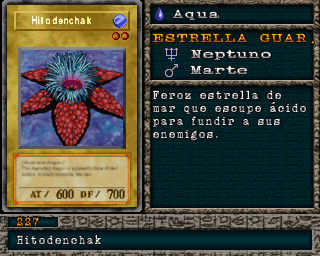 Hitodenchak
AT/ 600 DF/ 700
Aqua
ESTRELLA GUAR.
Neptuno
Marte
Feroz estrella de
mar que escupe ácido
para fundir a sus
enemigos.
227
Hitodenchak